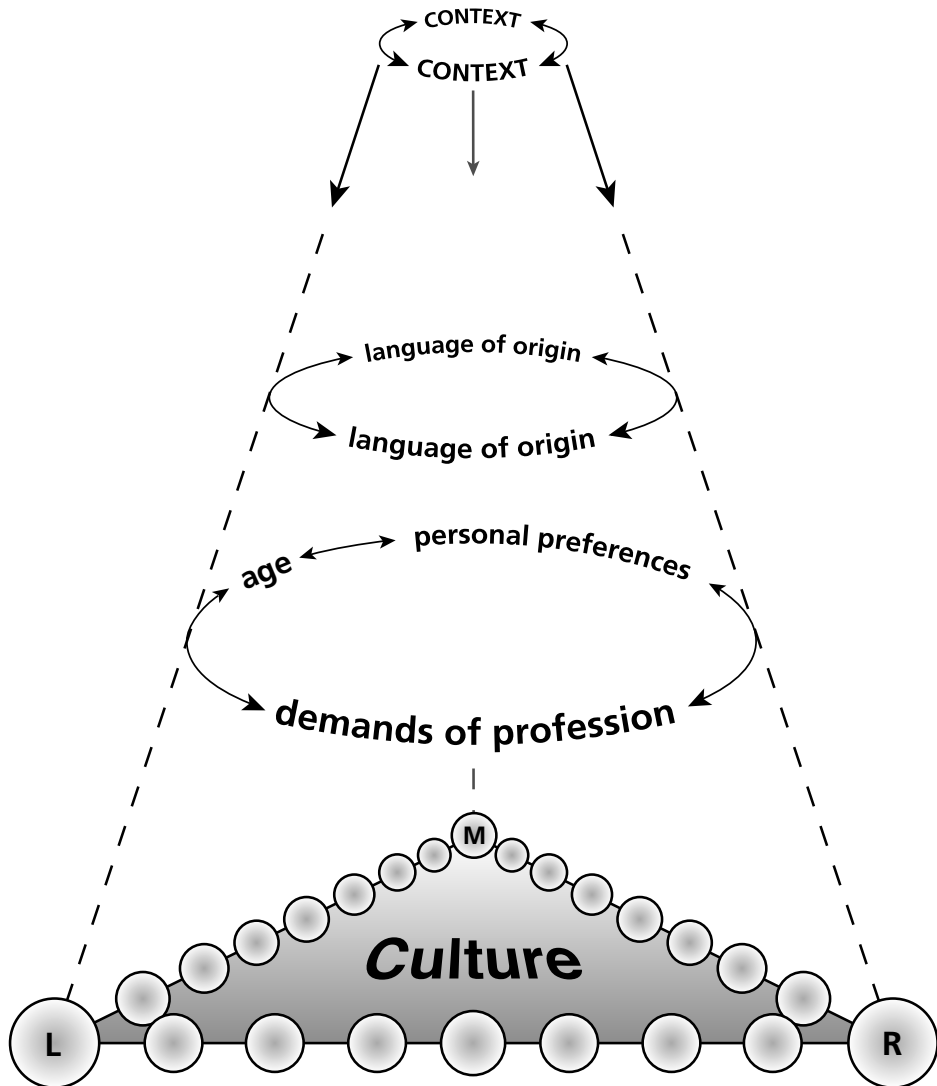 CONTEXT
CONTEXT
language of origin
language of origin
personal preferences
age
demands of profession
M
Culture
L
R